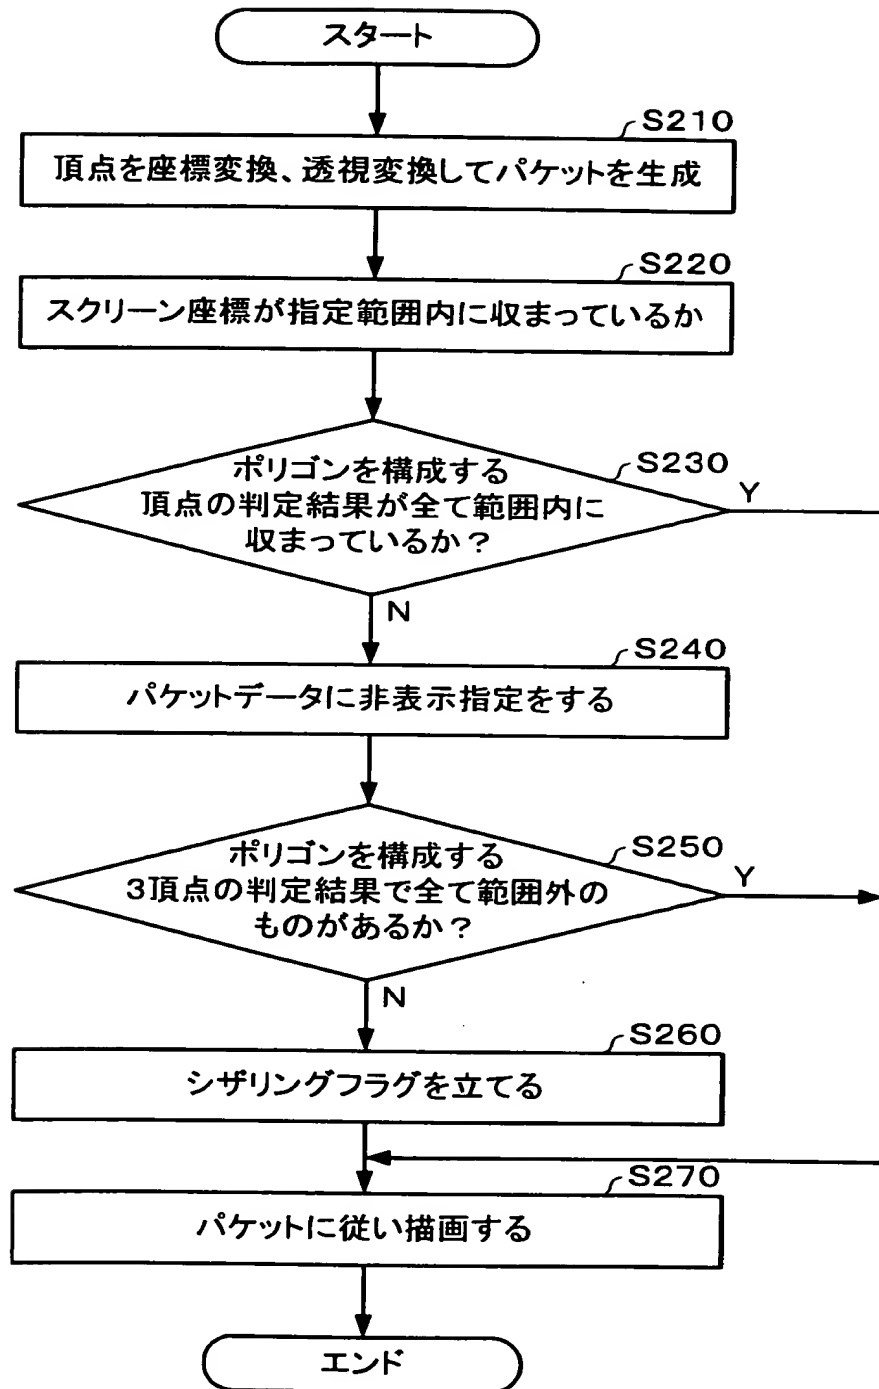 スタート
S210
頂点を座標変換、透視変換してパケットを生成
S220
スクリーン座標が指定範囲内に収まっているか
S230
ポリゴンを構成する
頂点の判定結果が全て範囲内に
収まっているか?
Y
N
S240
パケットデータに非表示指定をする
S250
ポリゴンを構成する
3頂点の判定結果で全て範囲外の
ものがあるか?
Y
N
S260
シザリングフラグを立てる
S270
パケットに従い描画する
エンド